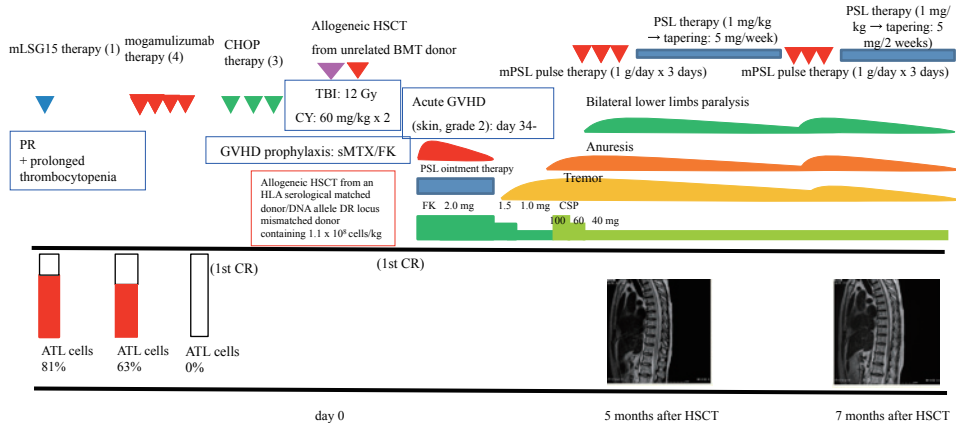 mLSG15 therapy (1)
mogamulizumab
therapy (4)
CHOP
therapy (3)
Allogeneic HSCT
from unrelated BMT donor
PSL therapy (1 mg/kg
→ tapering: 5 mg/week)
PSL therapy (1 mg/
kg → tapering: 5
mg/2 weeks)
mPSL pulse therapy (1 g/day x 3 days)
mPSL pulse therapy (1 g/day x 3 days)
TBI: 12 Gy
CY: 60 mg/kg x 2
Acute GVHD
(skin, grade 2): day 34-
Bilateral lower limbs paralysis
PR
+ prolonged
thrombocytopenia
GVHD prophylaxis: sMTX/FK
Anuresis
PSL ointment therapy
Tremor
Allogeneic HSCT from an
HLA serological matched
donor/DNA allele DR locus
mismatched donor
containing 1.1 x 10⁸ cells/kg
FK 2.0 mg 1.5 1.0 mg CSP
100 60 40 mg
(1st CR)
(1st CR)
ATL cells
81%
ATL cells
63%
ATL cells
0%
day 0
5 months after HSCT
7 months after HSCT